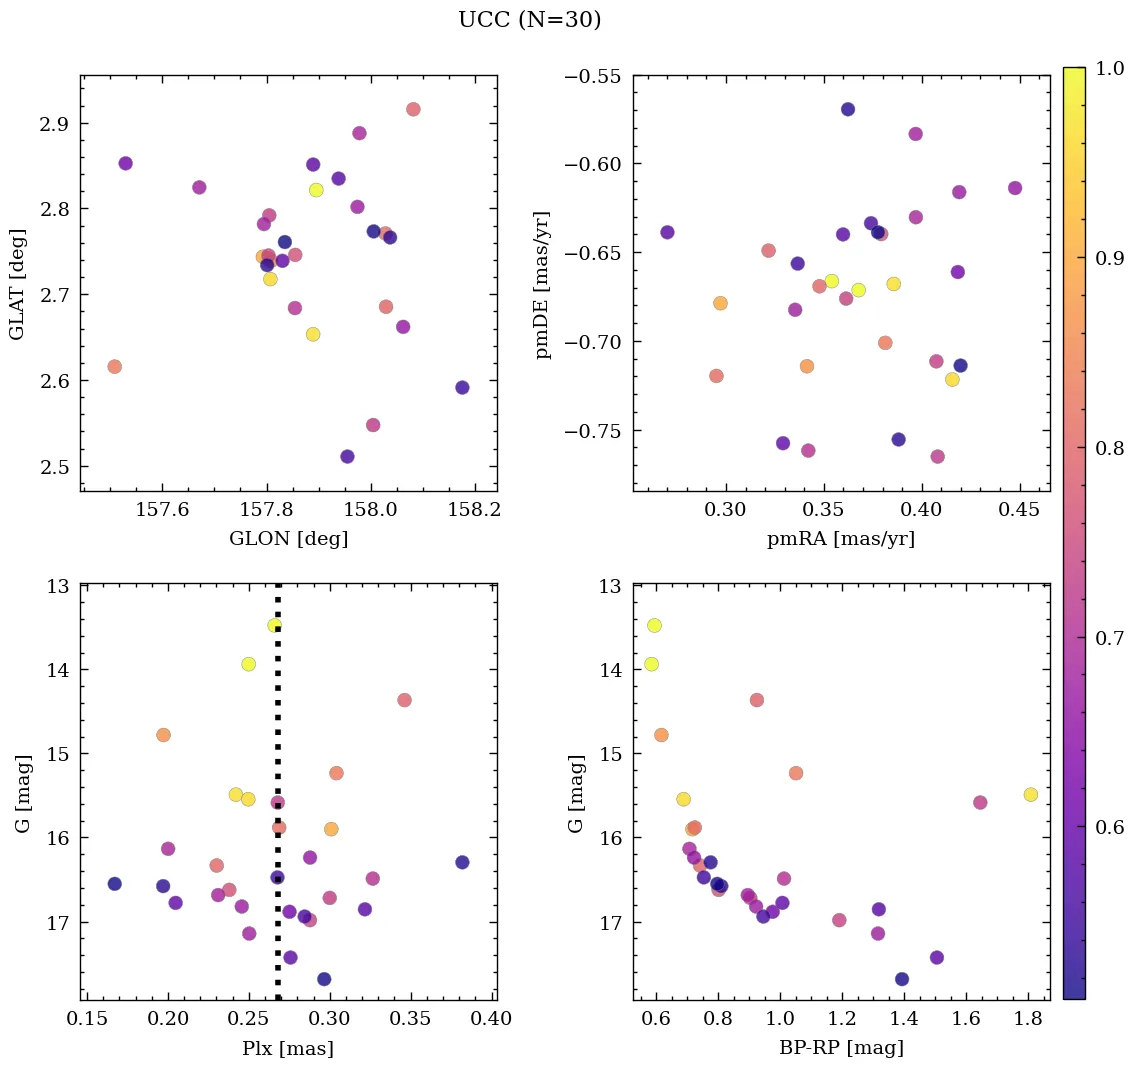 UCC (N=30)
2.9
2.8
2.7
2.6
2.5
GLAT [deg]
157.6 157.8 158.0 158.2
GLON [deg]
−0.55
−0.60
−0.65
−0.70
−0.75
pmDE [mas/yr]
0.30 0.35 0.40 0.45
pmRA [mas/yr]
13
14
15
16
17
G [mag]
0.15 0.20 0.25 0.30 0.35 0.40
Plx [mas]
13
14
15
16
17
G [mag]
0.6 0.8 1.0 1.2 1.4 1.6 1.8
BP-RP [mag]
1.0
0.9
0.8
0.7
0.6